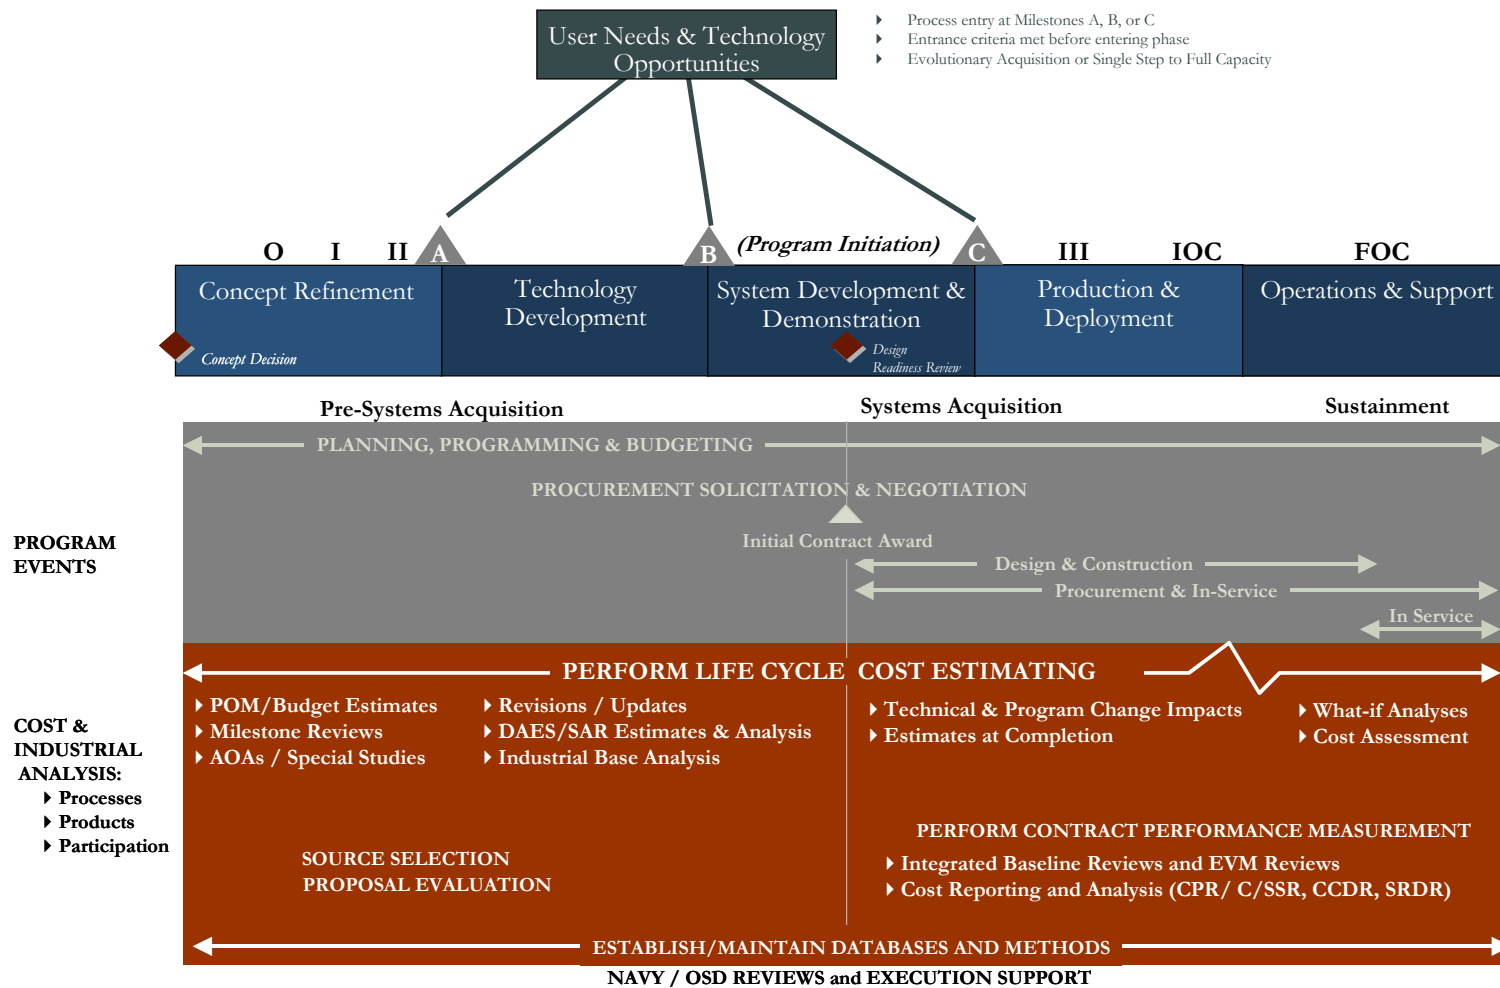 User Needs & Technology
Opportunities
Process entry at Milestones A, B, or C
Entrance criteria met before entering phase
Evolutionary Acquisition or Single Step to Full Capacity
O I II A B (Program Initiation) C III IOC FOC
Concept Refinement
Concept Decision
Technology
Development
System Development &
Demonstration
Design
Readiness Review
Production &
Deployment
Operations & Support
Pre-Systems Acquisition
Systems Acquisition
Sustainment
PROGRAM
EVENTS
PLANNING, PROGRAMMING & BUDGETING
PROCUREMENT SOLICITATION & NEGOTIATION
Initial Contract Award
Design & Construction
Procurement & In-Service
In Service
COST &
INDUSTRIAL
ANALYSIS:
Processes
Products
Participation
PERFORM LIFE CYCLE COST ESTIMATING
POM/Budget Estimates
Milestone Reviews
AOAs / Special Studies
Revisions / Updates
DAES/SAR Estimates & Analysis
Industrial Base Analysis
Technical & Program Change Impacts
Estimates at Completion
What-if Analyses
Cost Assessment
SOURCE SELECTION
PROPOSAL EVALUATION
PERFORM CONTRACT PERFORMANCE MEASUREMENT
Integrated Baseline Reviews and EVM Reviews
Cost Reporting and Analysis (CPR/ C/SSR, CCDR, SRDR)
ESTABLISH/MAINTAIN DATABASES AND METHODS
NAVY / OSD REVIEWS and EXECUTION SUPPORT